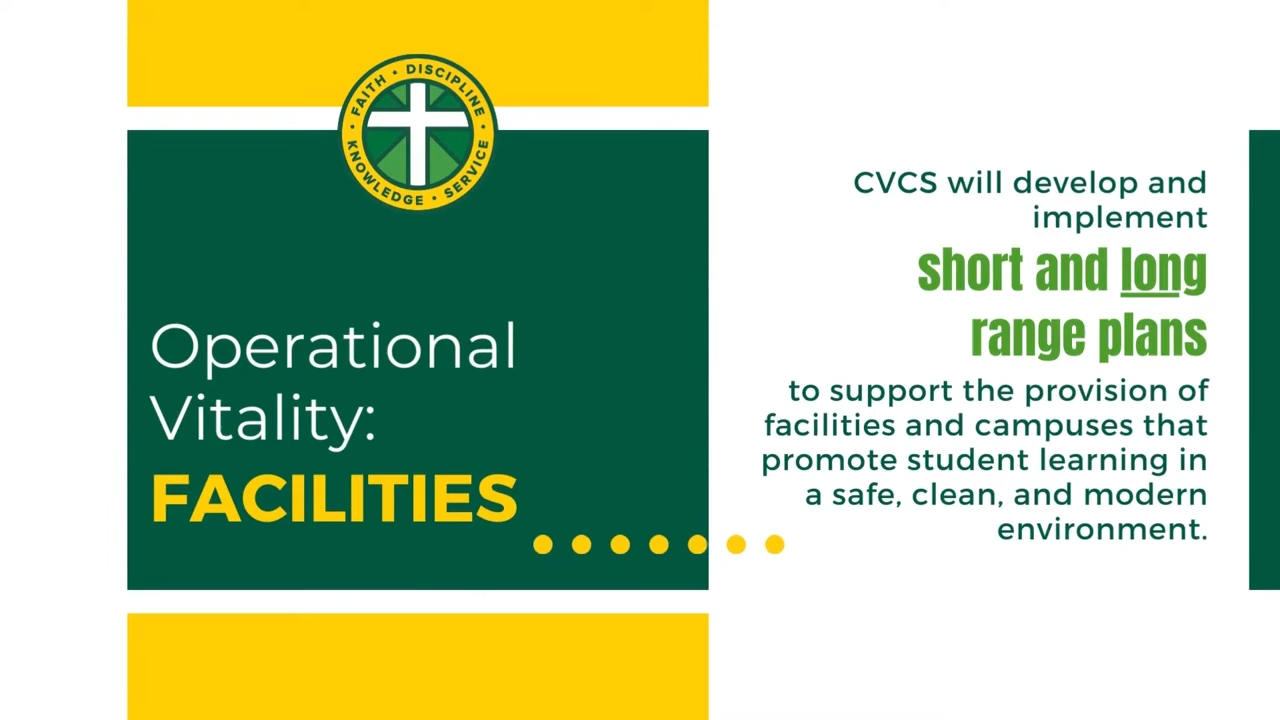 FAITH • DISCIPLINE • SERVICE • KNOWLEDGE •
Operational
Vitality:
FACILITIES
CVCS will develop and
implement
short and long
range plans
to support the provision of
facilities and campuses that
promote student learning in
a safe, clean, and modern
environment.